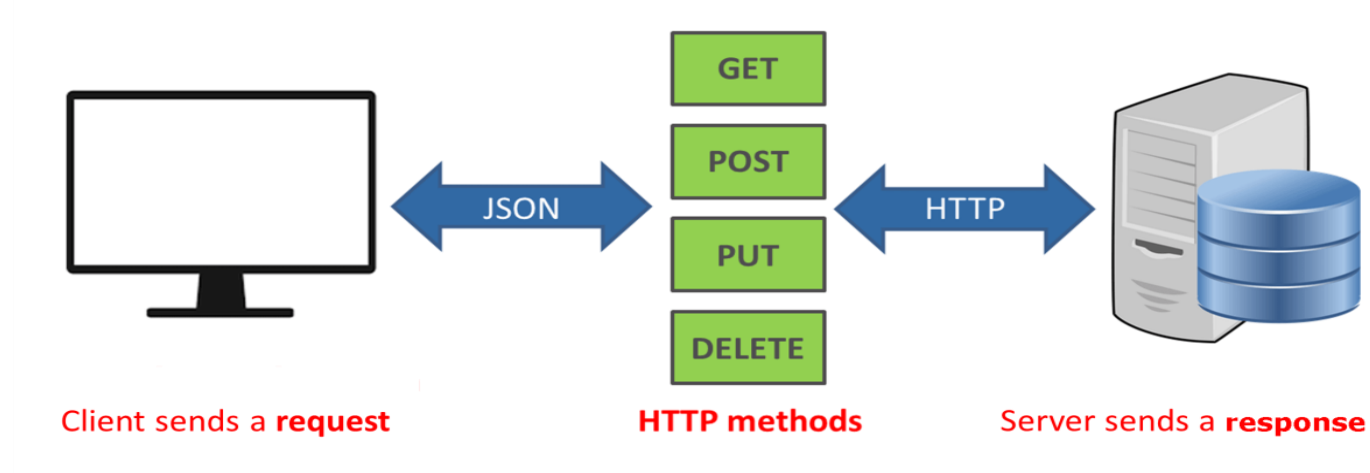 GET
POST
JSON
HTTP
PUT
DELETE
Client sends a request
HTTP methods
Server sends a response